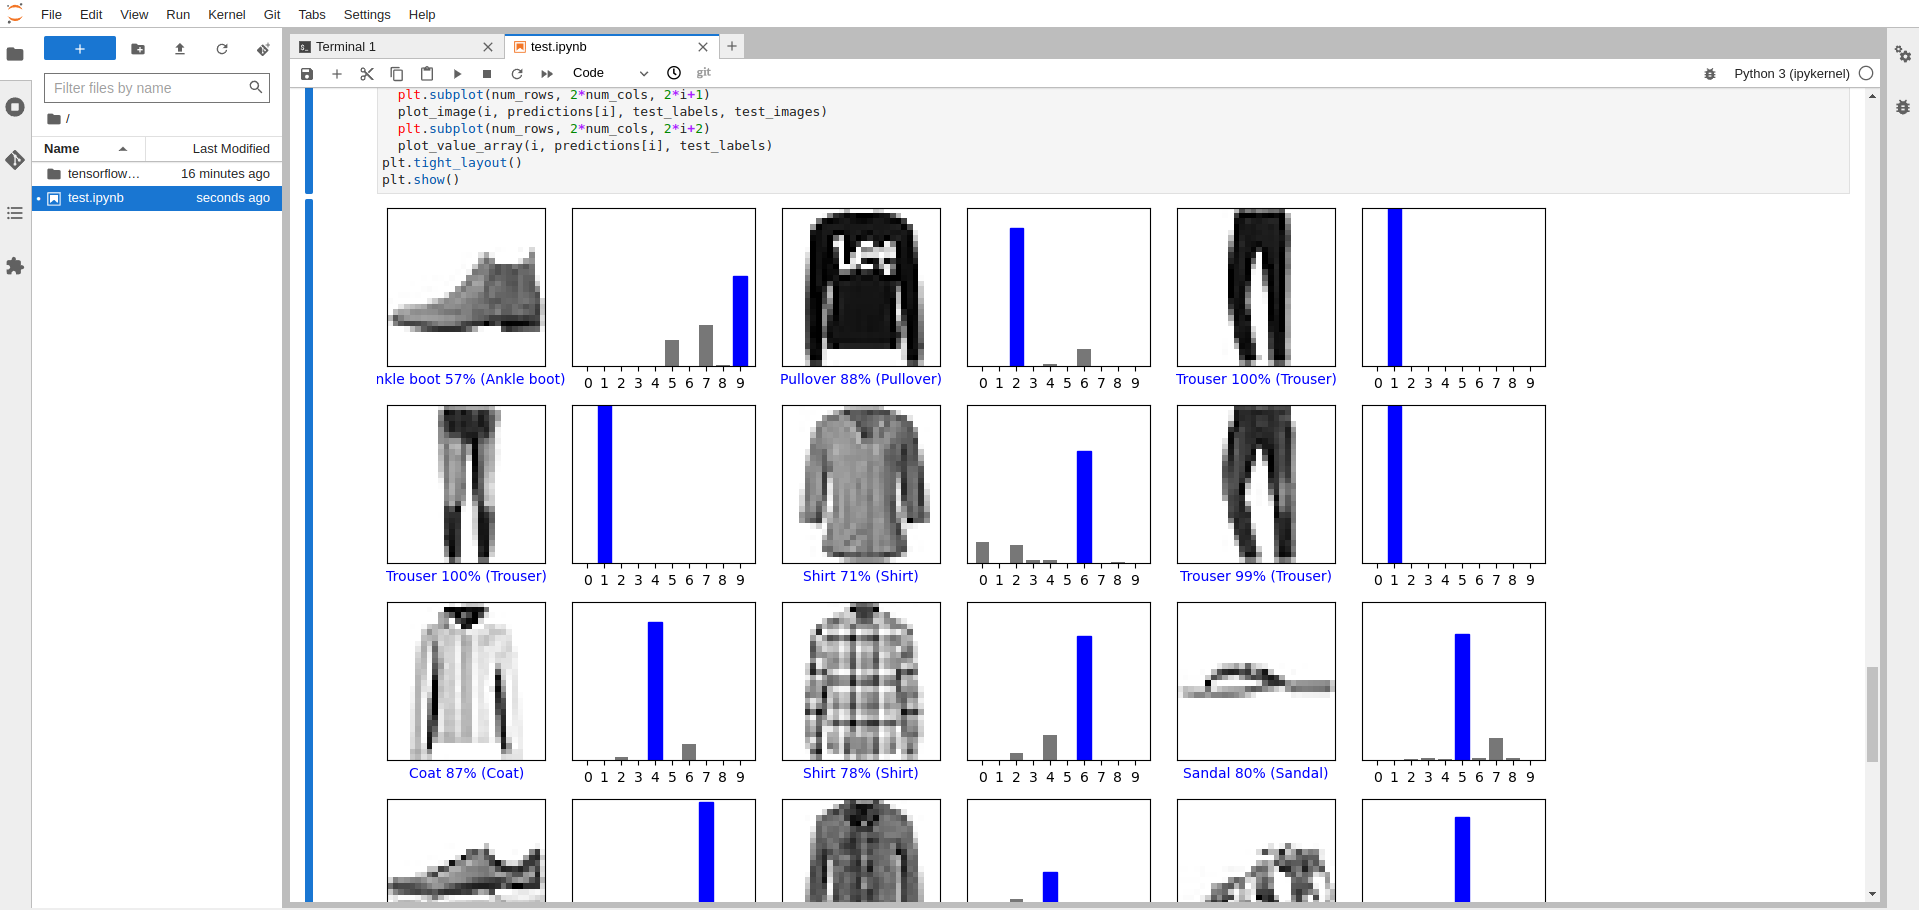 File Edit View Run Kernel Git Tabs Settings Help
Filter files by name
/
Name Last Modified
tensorflow… 16 minutes ago
test.ipynb seconds ago
Terminal 1 test.ipynb
Code git Python 3 (ipykernel)
plt.subplot(num_rows, 2*num_cols, 2*i+1)
plot_image(i, predictions[i], test_labels, test_images)
plt.subplot(num_rows, 2*num_cols, 2*i+2)
plot_value_array(i, predictions[i], test_labels)
plt.tight_layout()
plt.show()
nkle boot 57% (Ankle boot) 0 1 2 3 4 5 6 7 8 9 Pullover 88% (Pullover) 0 1 2 3 4 5 6 7 8 9 Trouser 100% (Trouser) 0 1 2 3 4 5 6 7 8 9
Trouser 100% (Trouser) 0 1 2 3 4 5 6 7 8 9 Shirt 71% (Shirt) 0 1 2 3 4 5 6 7 8 9 Trouser 99% (Trouser) 0 1 2 3 4 5 6 7 8 9
Coat 87% (Coat) 0 1 2 3 4 5 6 7 8 9 Shirt 78% (Shirt) 0 1 2 3 4 5 6 7 8 9 Sandal 80% (Sandal) 0 1 2 3 4 5 6 7 8 9